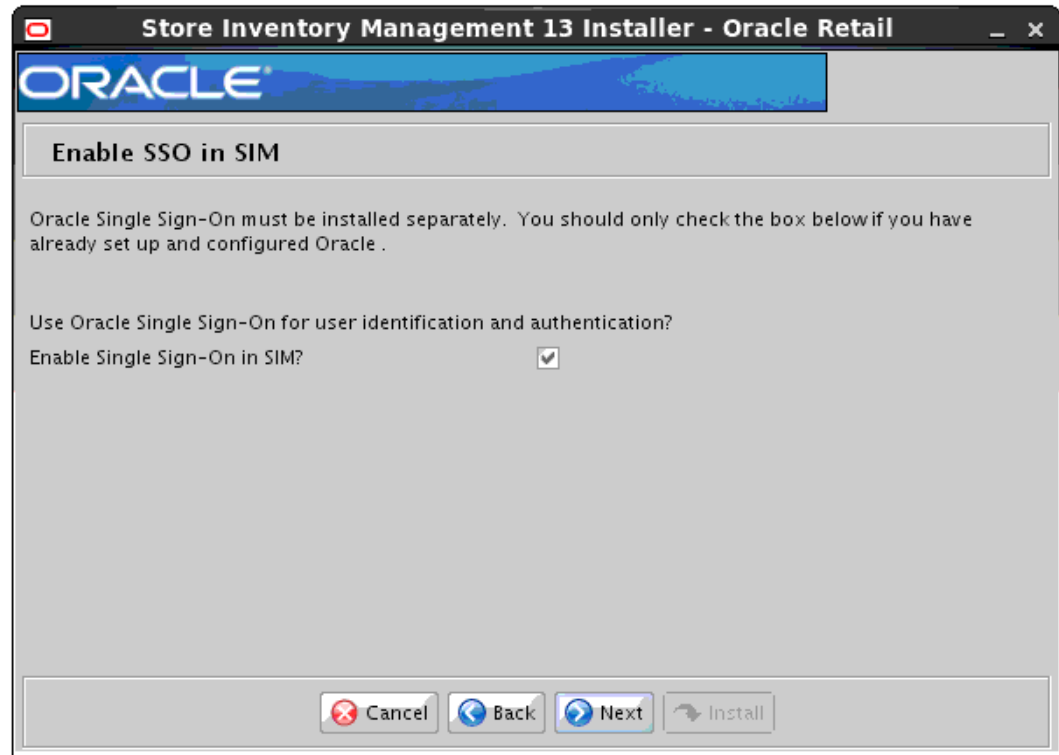 Store Inventory Management 13 Installer - Oracle Retail
ORACLE
Enable SSO in SIM
Oracle Single Sign-On must be installed separately. You should only check the box below if you have
already set up and configured Oracle .
Use Oracle Single Sign-On for user identification and authentication?
Enable Single Sign-On in SIM?
Cancel Back Next Install